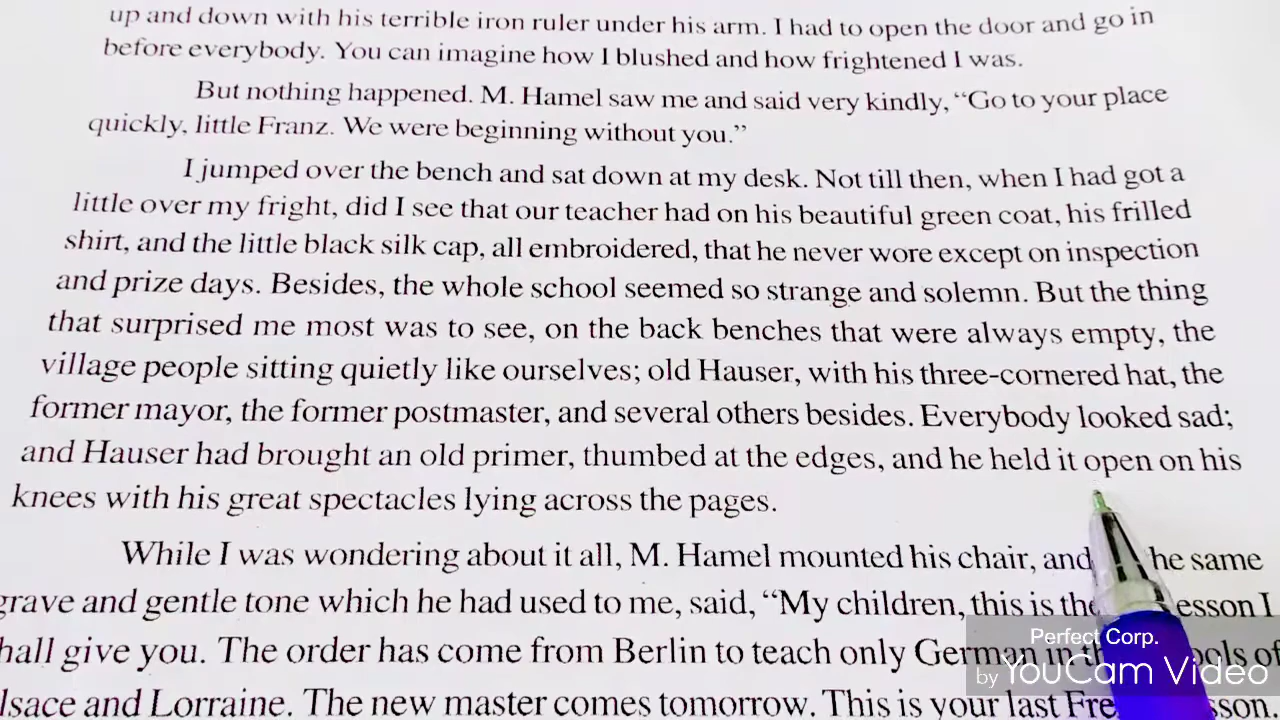 up and down with his terrible iron ruler under his arm. I had to open the door and go in
before everybody. You can imagine how I blushed and how frightened I was.
But nothing happened. M. Hamel saw me and said very kindly, “Go to your place
quickly, little Franz. We were beginning without you.”
I jumped over the bench and sat down at my desk. Not till then, when I had got a
little over my fright, did I see that our teacher had on his beautiful green coat, his frilled
shirt, and the little black silk cap, all embroidered, that he never wore except on inspection
and prize days. Besides, the whole school seemed so strange and solemn. But the thing
that surprised me most was to see, on the back benches that were always empty, the
village people sitting quietly like ourselves; old Hauser, with his three-cornered hat, the
former mayor, the former postmaster, and several others besides. Everybody looked sad;
and Hauser had brought an old primer, thumbed at the edges, and he held it open on his
knees with his great spectacles lying across the pages.
While I was wondering about it all, M. Hamel mounted his chair, and he same
grave and gentle tone which he had used to me, said, “My children, this is the esson I
hall give you. The order has come from Berlin to teach only German in th ols of
lsace and Lorraine. The new master comes tomorrow. This is your last Fre sson.
Perfect Corp.
by YouCam Video